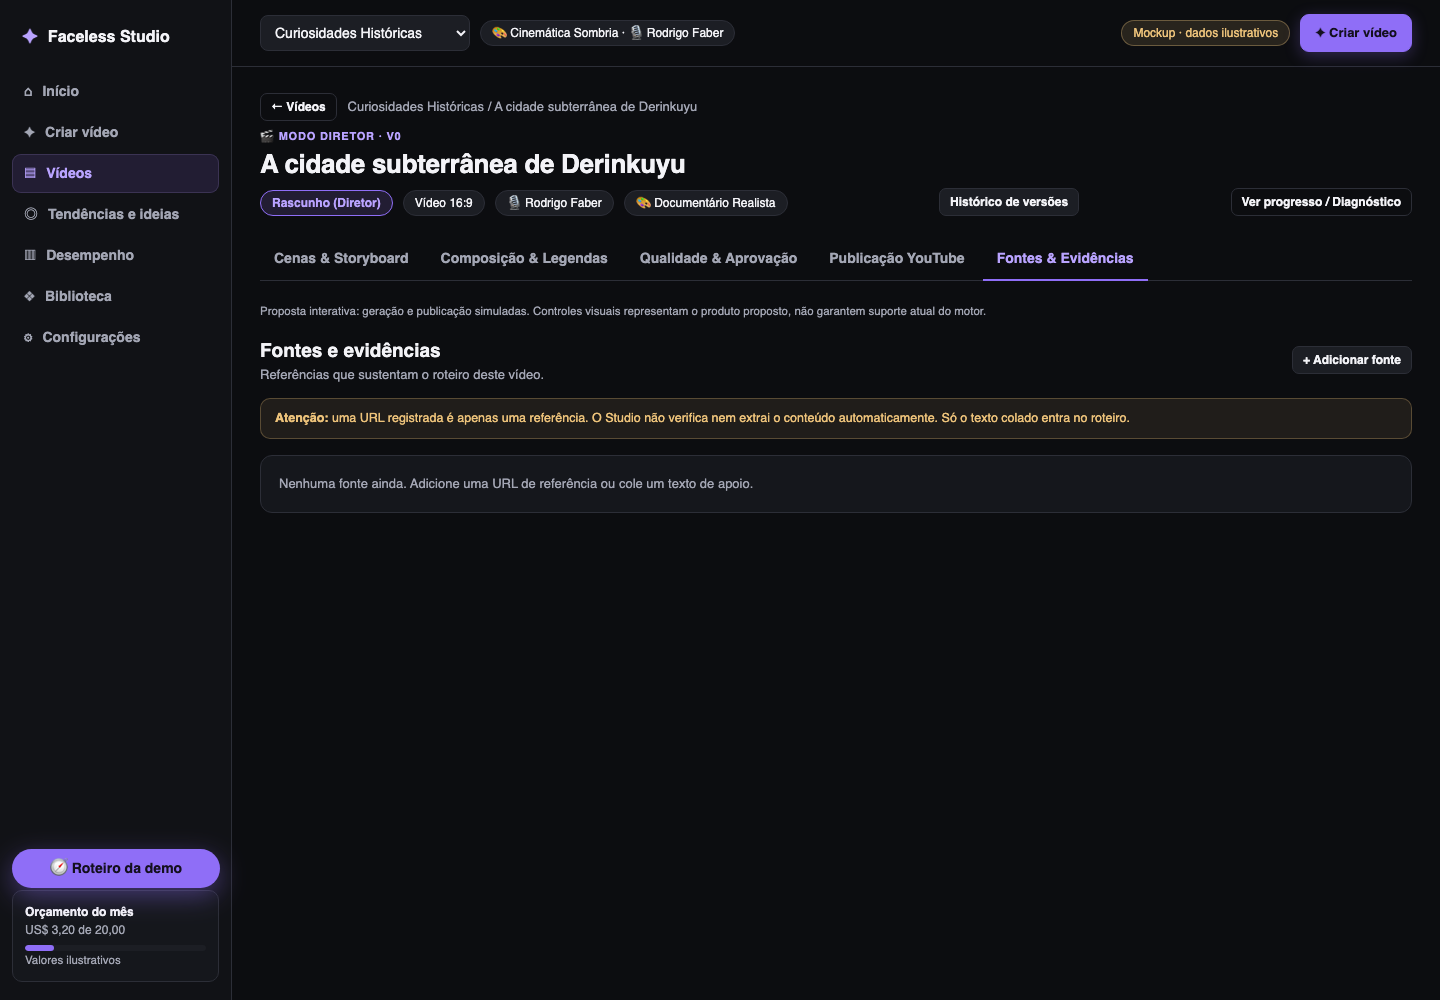 Faceless Studio
Início
Criar vídeo
Vídeos
Tendências e ideias
Desempenho
Biblioteca
Configurações
Roteiro da demo
Orçamento do mês
US$ 3,20 de 20,00
Valores ilustrativos
Curiosidades Históricas
Cinemática Sombria · Rodrigo Faber
Mockup · dados ilustrativos
Criar vídeo
← Vídeos
Curiosidades Históricas / A cidade subterrânea de Derinkuyu
MODO DIRETOR · V0
A cidade subterrânea de Derinkuyu
Rascunho (Diretor)
Vídeo 16:9
Rodrigo Faber
Documentário Realista
Histórico de versões
Ver progresso / Diagnóstico
Cenas & Storyboard
Composição & Legendas
Qualidade & Aprovação
Publicação YouTube
Fontes & Evidências
Proposta interativa: geração e publicação simuladas. Controles visuais representam o produto proposto, não garantem suporte atual do motor.
Fontes e evidências
Referências que sustentam o roteiro deste vídeo.
+ Adicionar fonte
Atenção: uma URL registrada é apenas uma referência. O Studio não verifica nem extrai o conteúdo automaticamente. Só o texto colado entra no roteiro.
Nenhuma fonte ainda. Adicione uma URL de referência ou cole um texto de apoio.